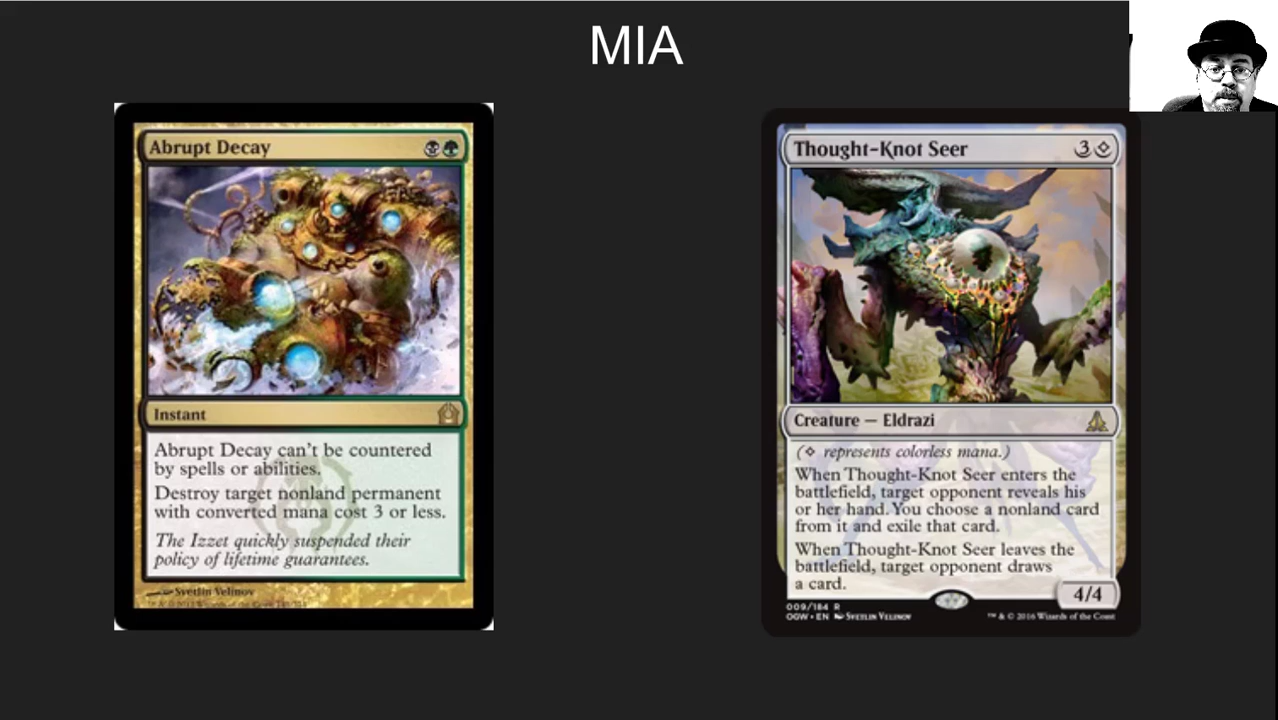 MIA
Abrupt Decay
Instant
Abrupt Decay can't be countered
by spells or abilities.
Destroy target nonland permanent
with converted mana cost 3 or less.
The Izzet quickly suspended their
policy of lifetime guarantees.
Svetlin Velinov
Thought-Knot Seer
3
Creature — Eldrazi
(◇ represents colorless mana.)
When Thought-Knot Seer enters the
battlefield, target opponent reveals his
or her hand. You choose a nonland card
from it and exile that card.
When Thought-Knot Seer leaves the
battlefield, target opponent draws
a card.
4/4
009/184 R
OGW • EN Svetlin Velinov
™ & © 2016 Wizards of the Coast